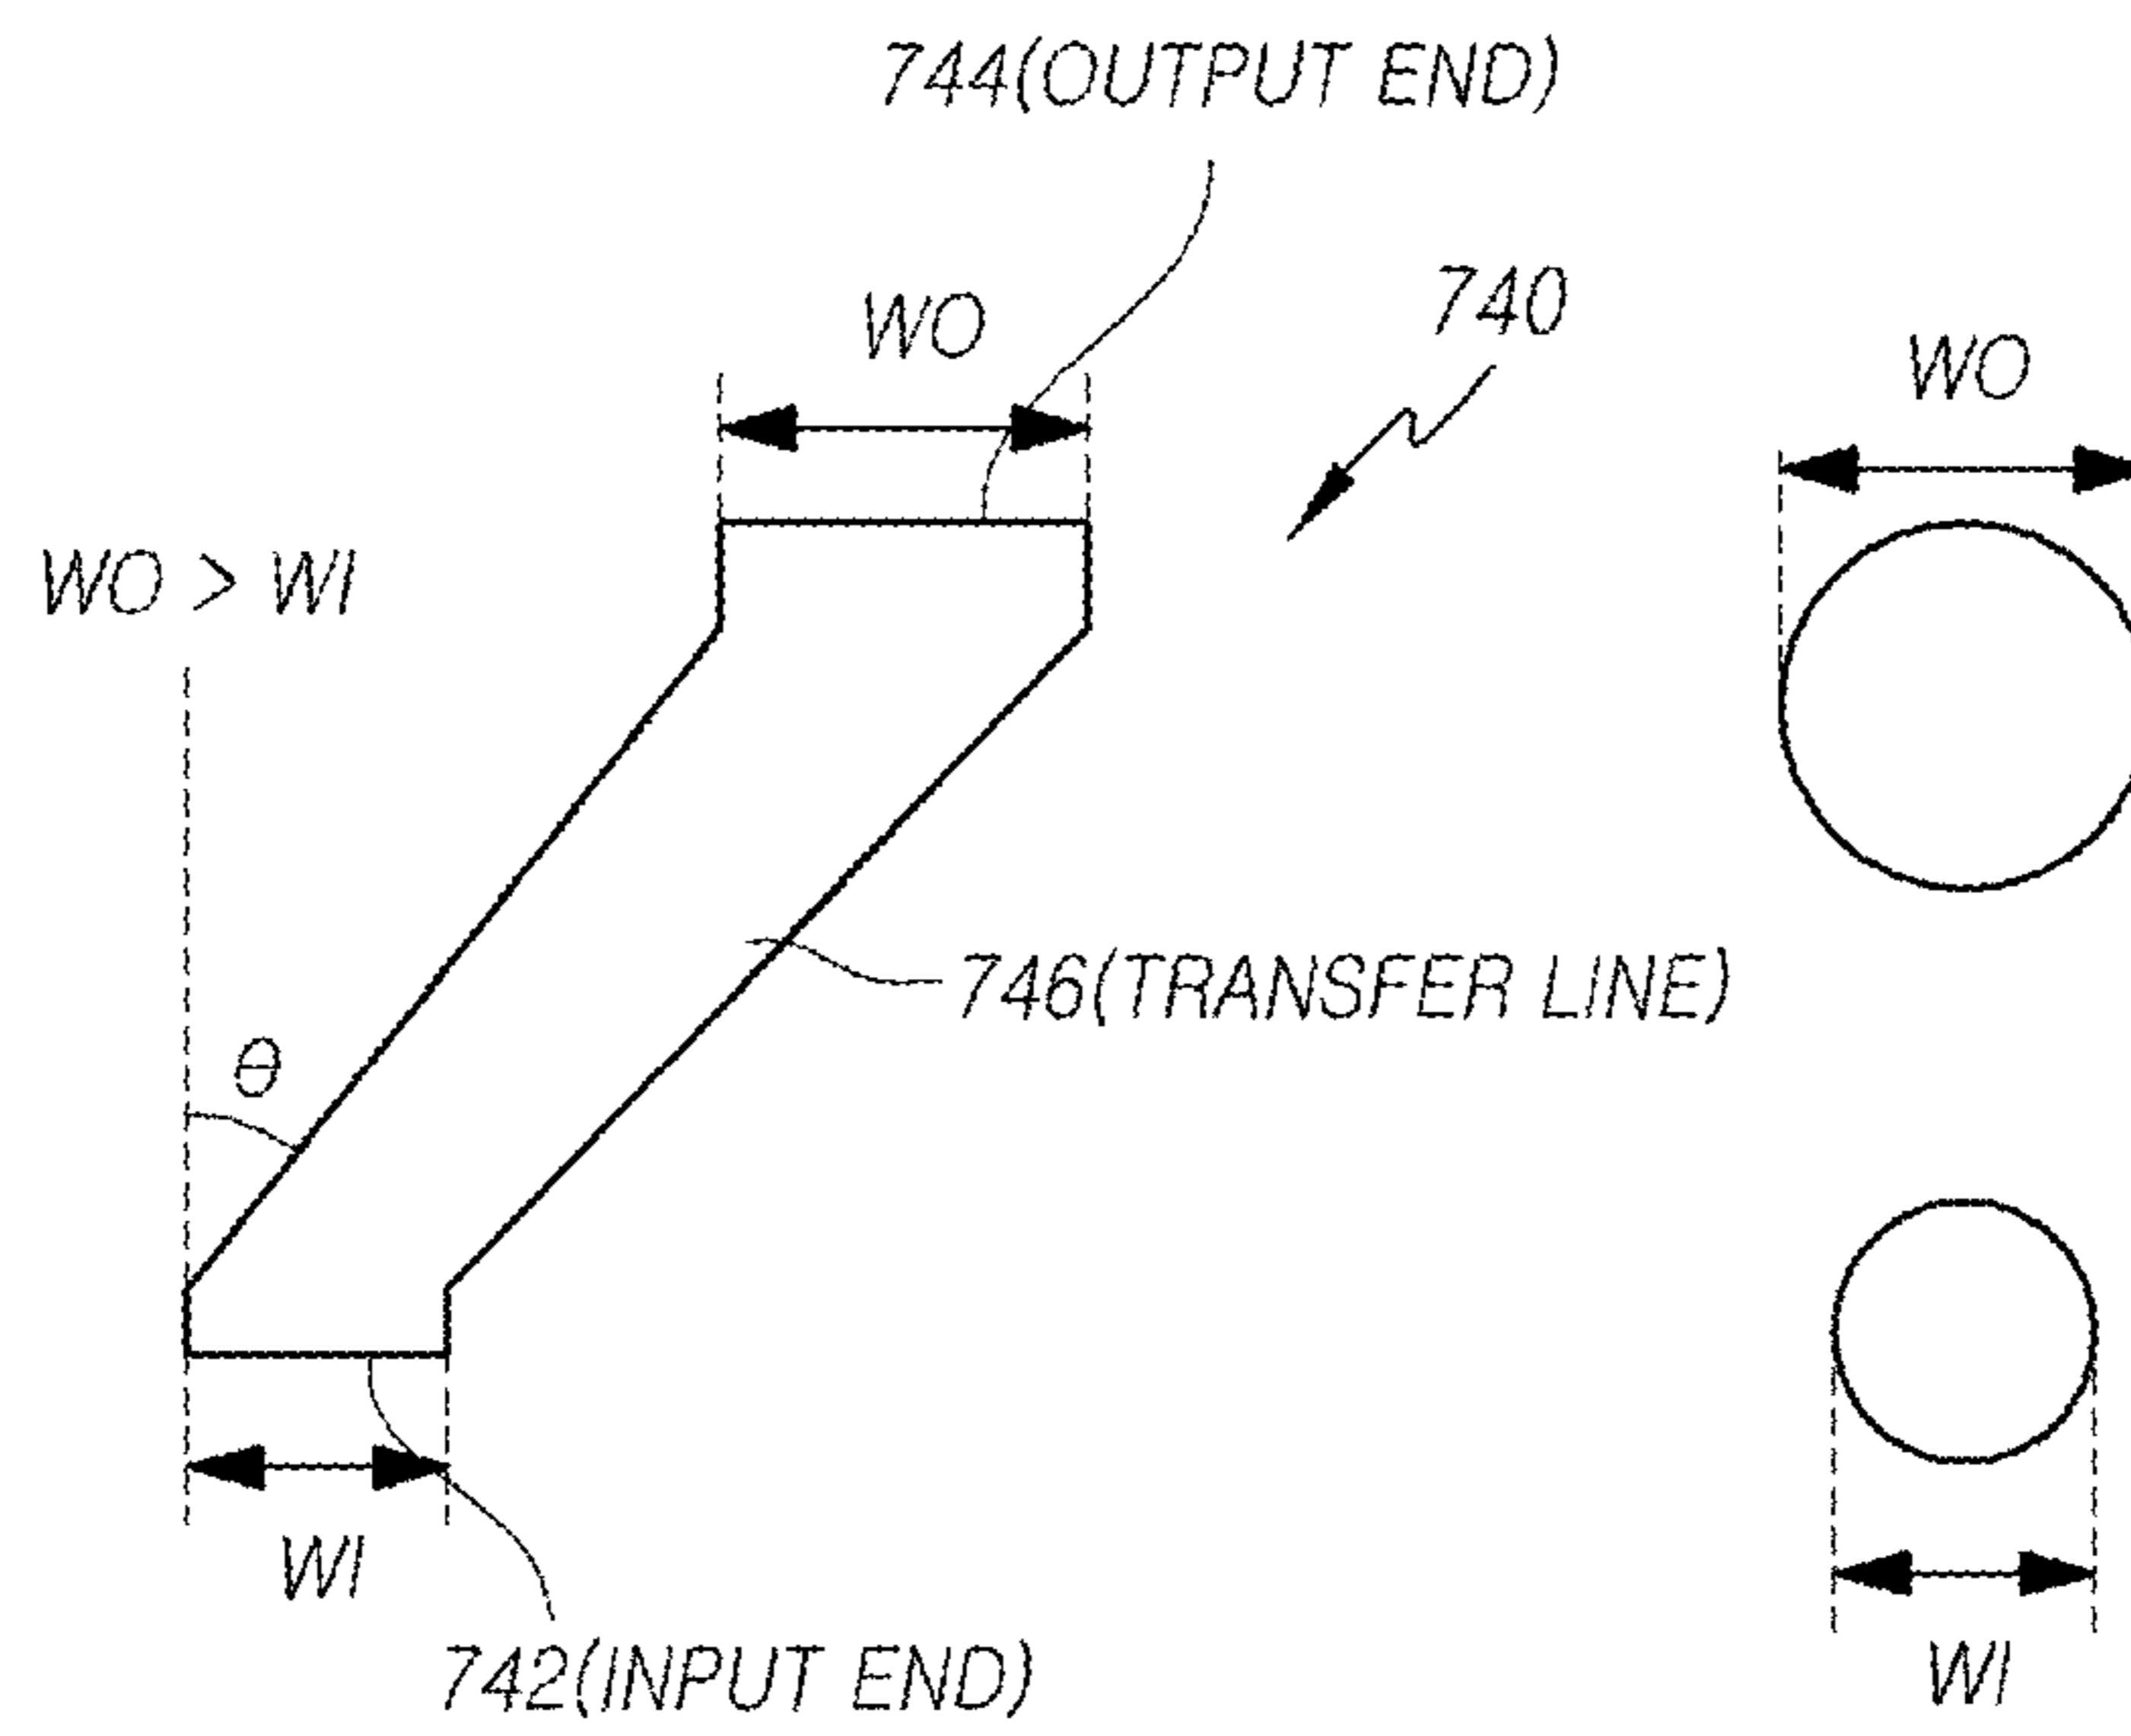 744(OUTPUT END)
740
WO
WO
WO > WI
746(TRANSFER LINE)
θ
WI
742(INPUT END)
WI